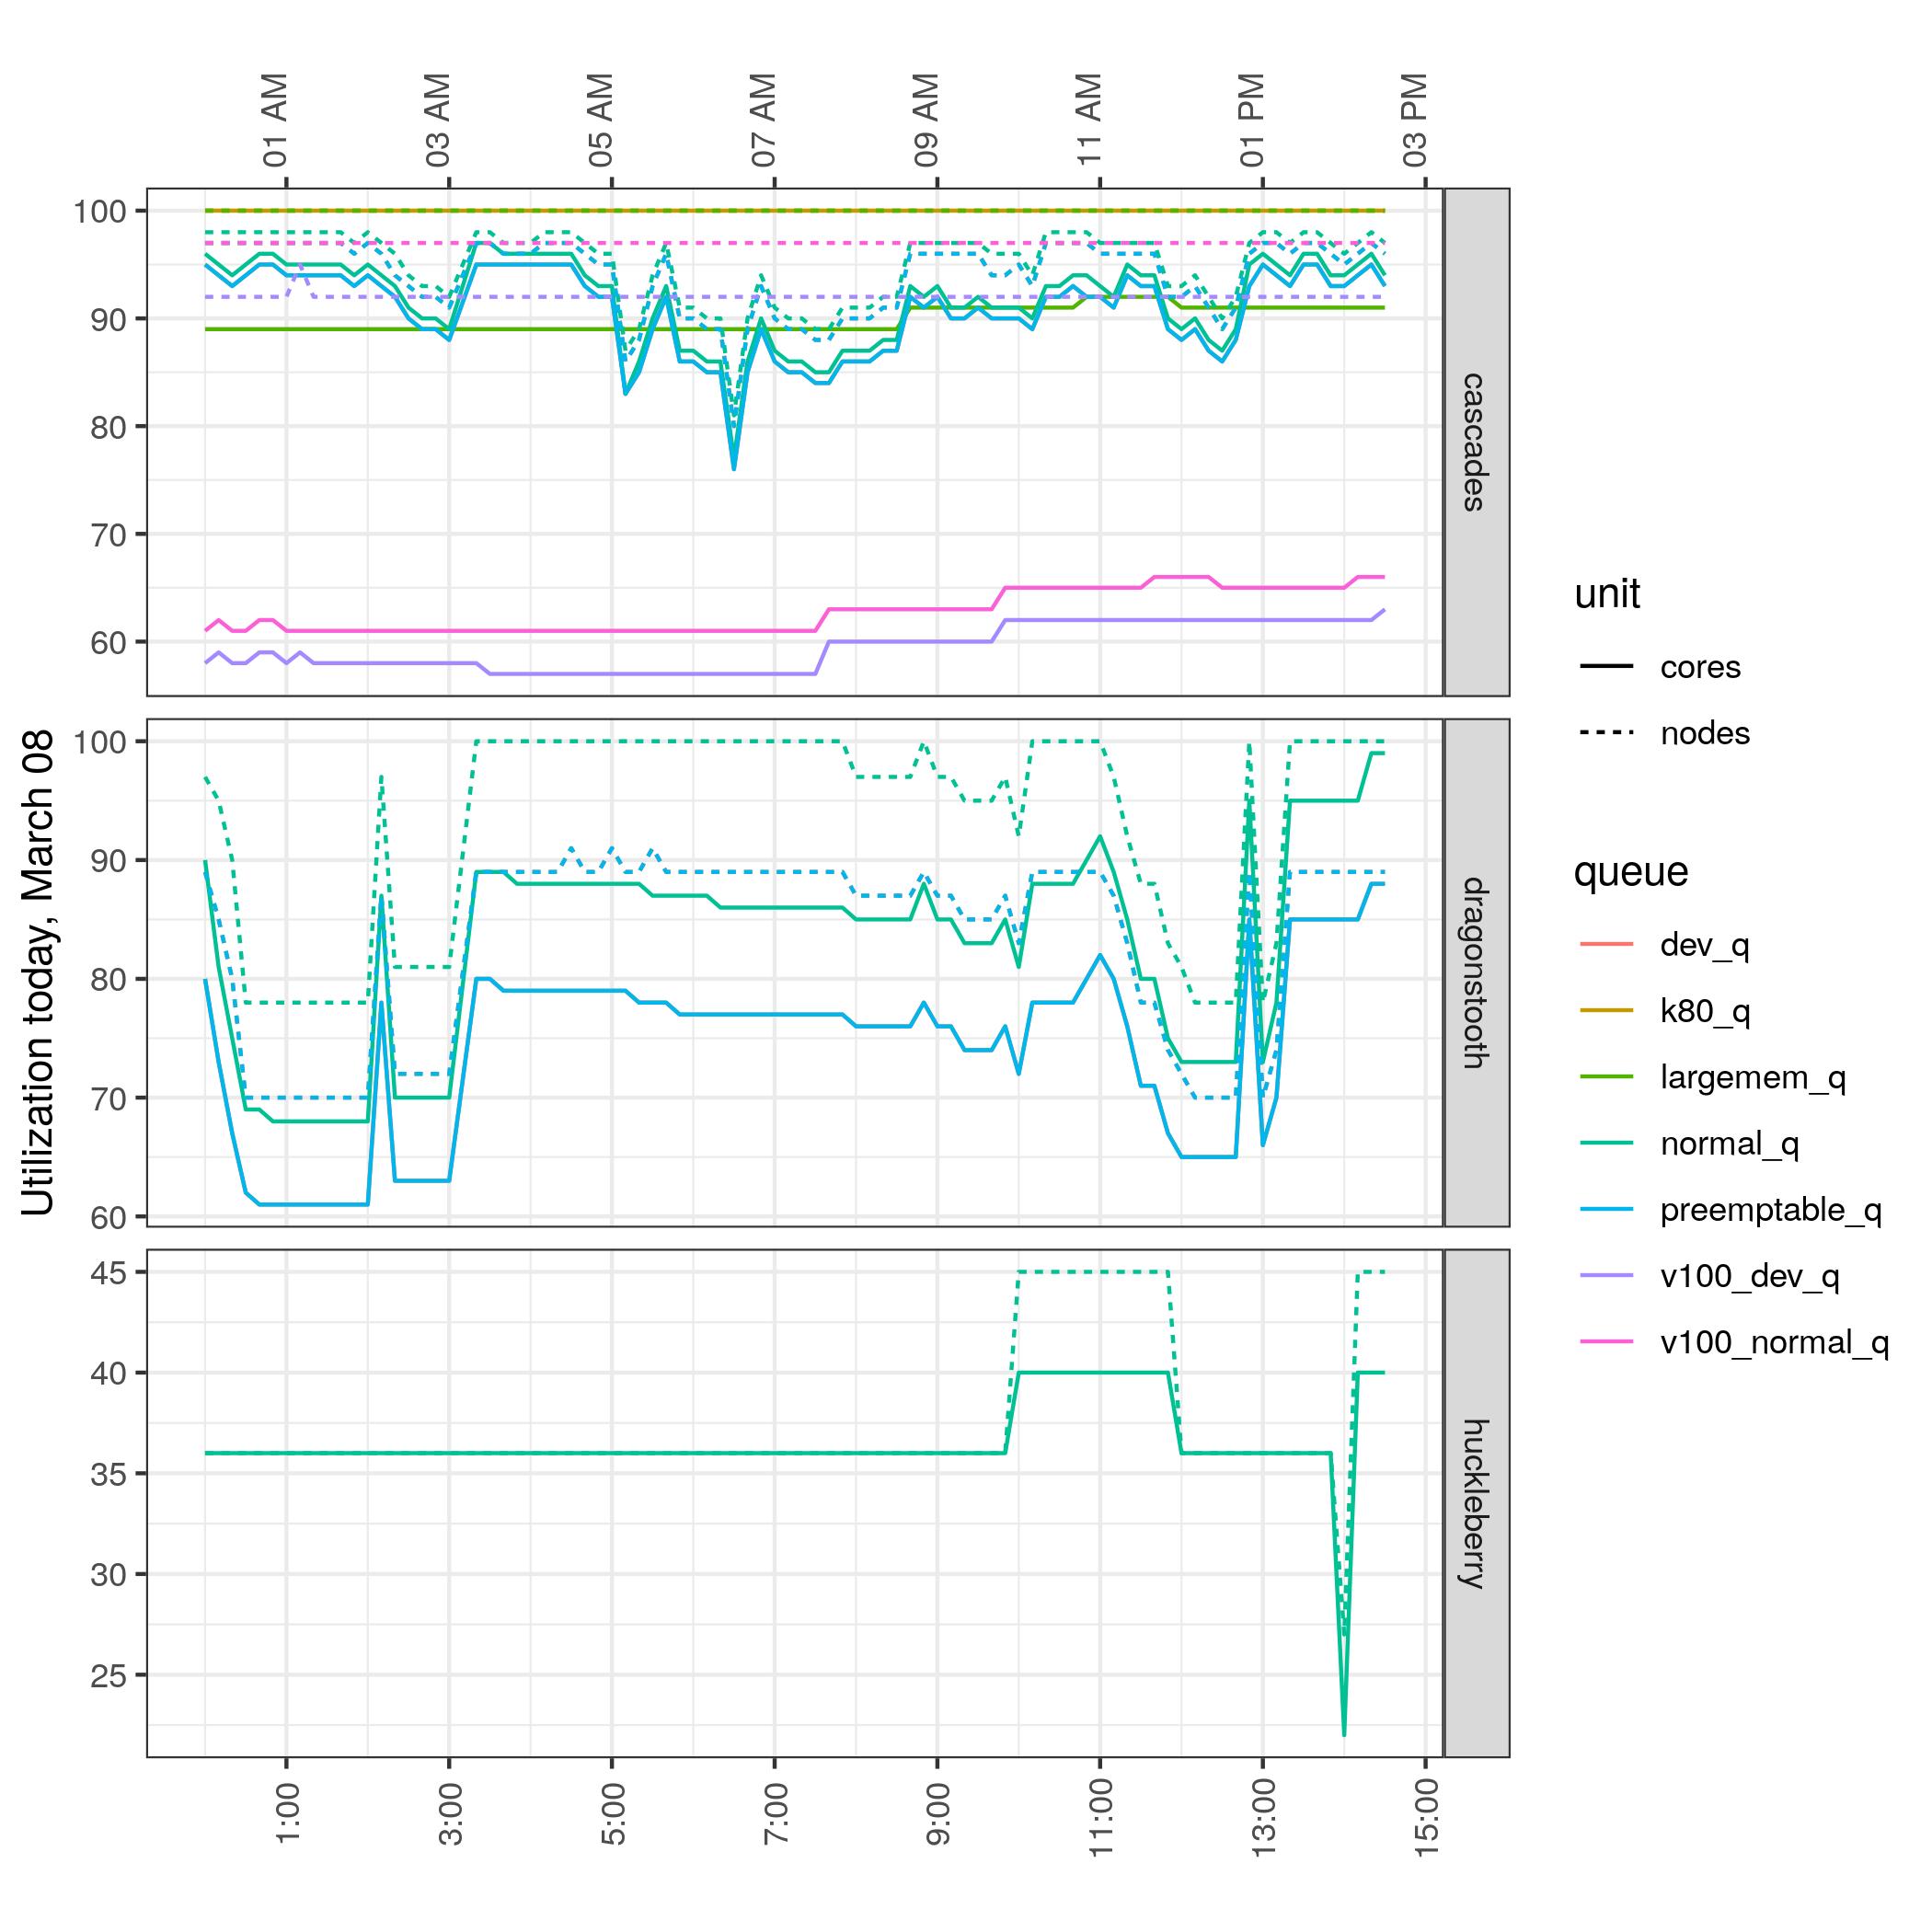 01 AM
03 AM
05 AM
07 AM
09 AM
11 AM
01 PM
03 PM
Utilization today, March 08
100
90
80
70
60
cascades
100
90
80
70
60
dragonstooth
45
40
35
30
25
huckleberry
1:00
3:00
5:00
7:00
9:00
11:00
13:00
15:00
unit
cores
nodes
queue
dev_q
k80_q
largemem_q
normal_q
preemptable_q
v100_dev_q
v100_normal_q